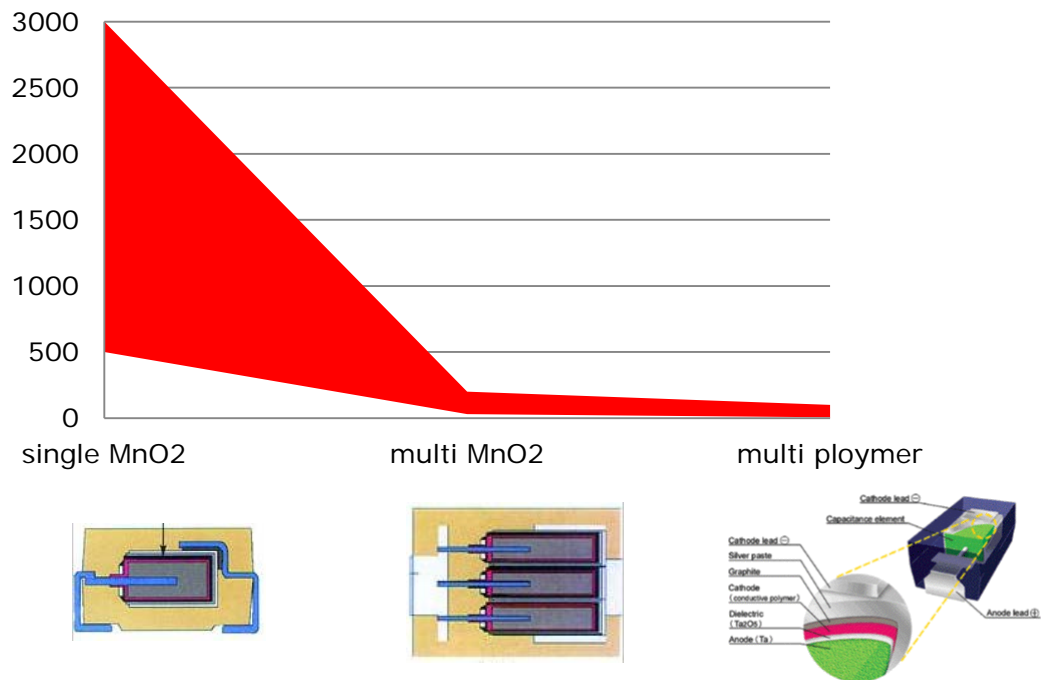 3000
2500
2000
1500
1000
500
0
single MnO2
multi MnO2
multi ploymer
Cathode lead ⊖
Capacitance element
Cathode lead ⊖
Silver paste
Graphite
Cathode
(conductive polymer)
Dielectric
(Ta2O5)
Anode (Ta)
Anode lead ⊕